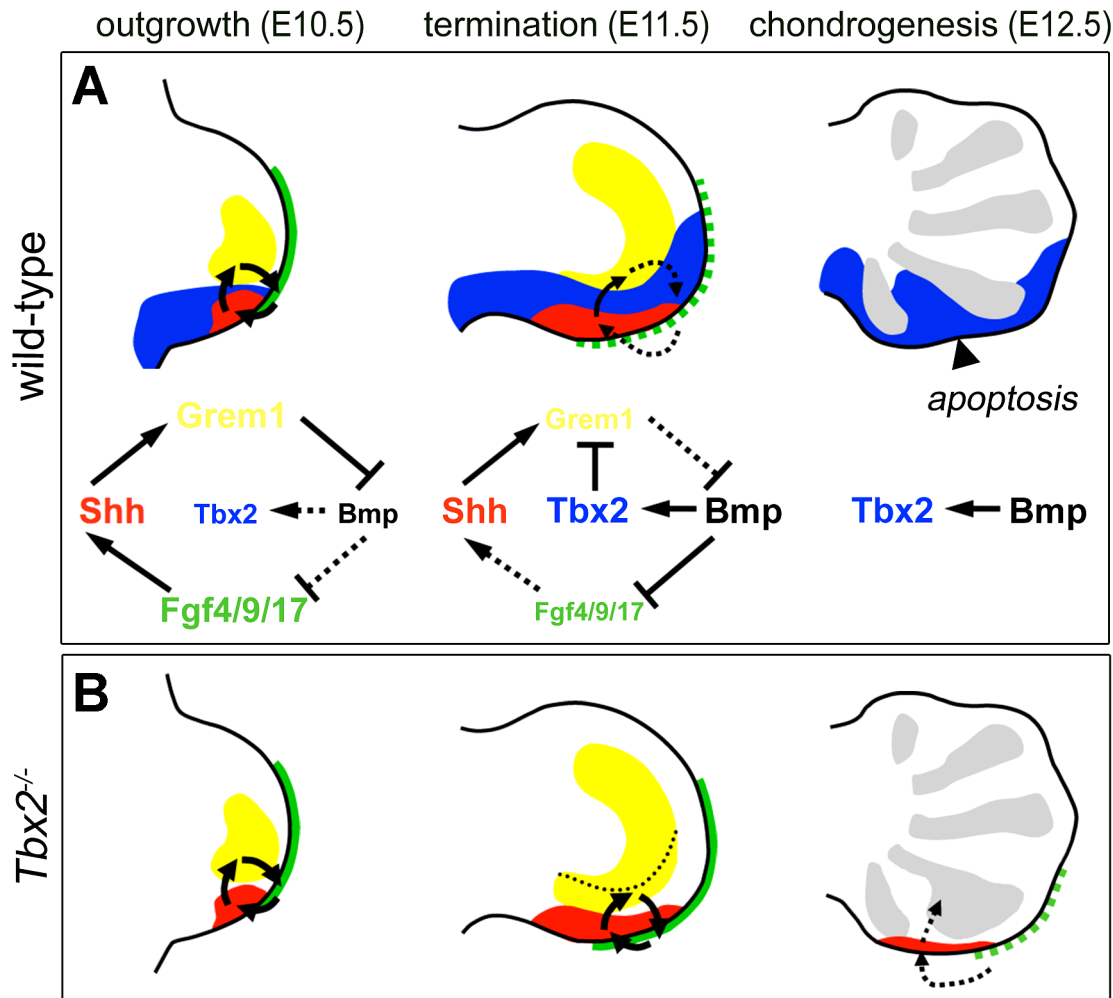 outgrowth (E10.5) termination (E11.5) chondrogenesis (E12.5)
A
wild-type
apoptosis
Grem1
Shh
Tbx2
Bmp
Fgf4/9/17
Grem1
Shh
Tbx2
Bmp
Fgf4/9/17
Tbx2
Bmp
B
Tbx2-/-